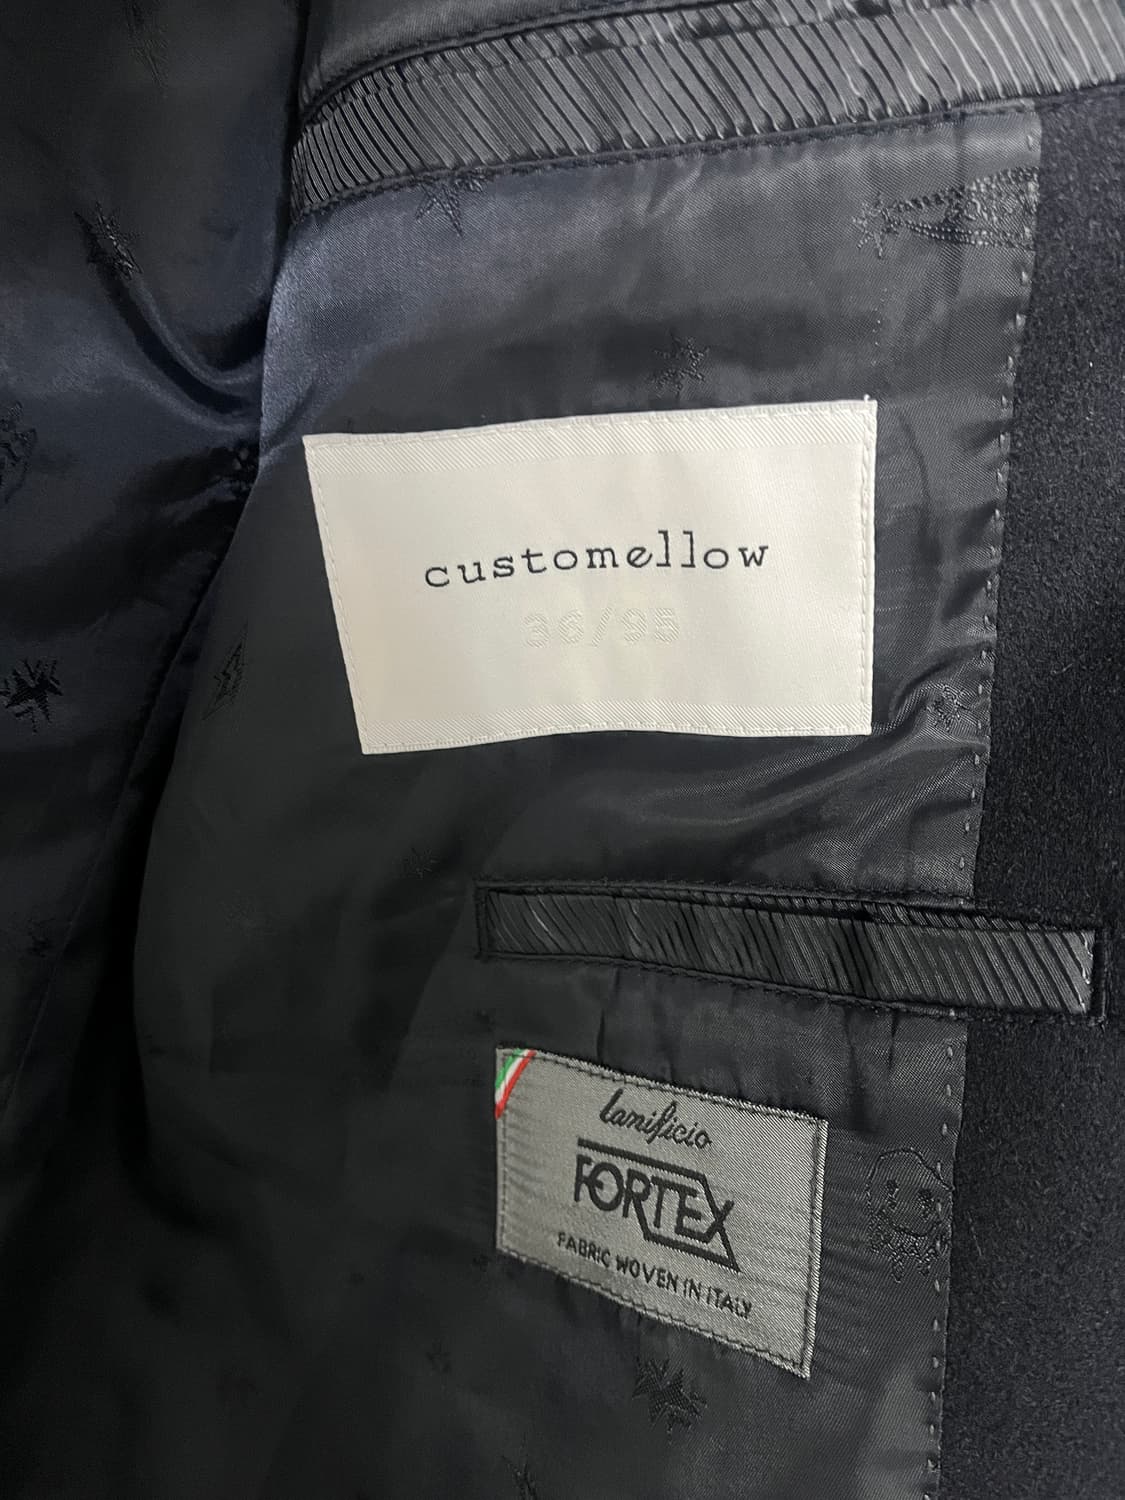 customellow
36/95
lanificio
FORTEX
FABRIC WOVEN IN ITALY